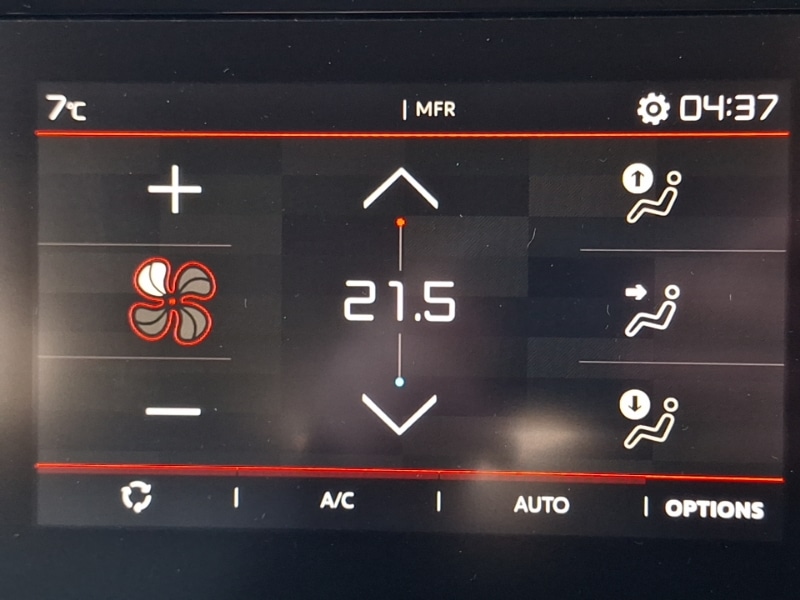 7°C | MFR 04:37
21.5
A/C | AUTO | OPTIONS